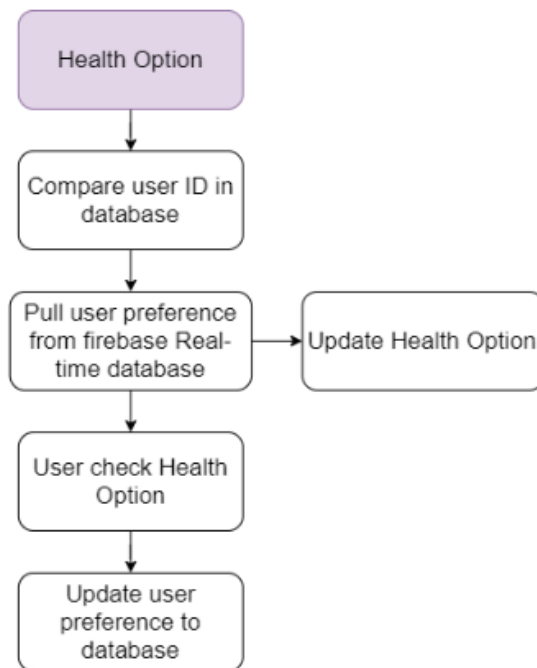 Health Option
Compare user ID in
database
Pull user preference
from firebase Real-
time database
Update Health Option
User check Health
Option
Update user
preference to
database